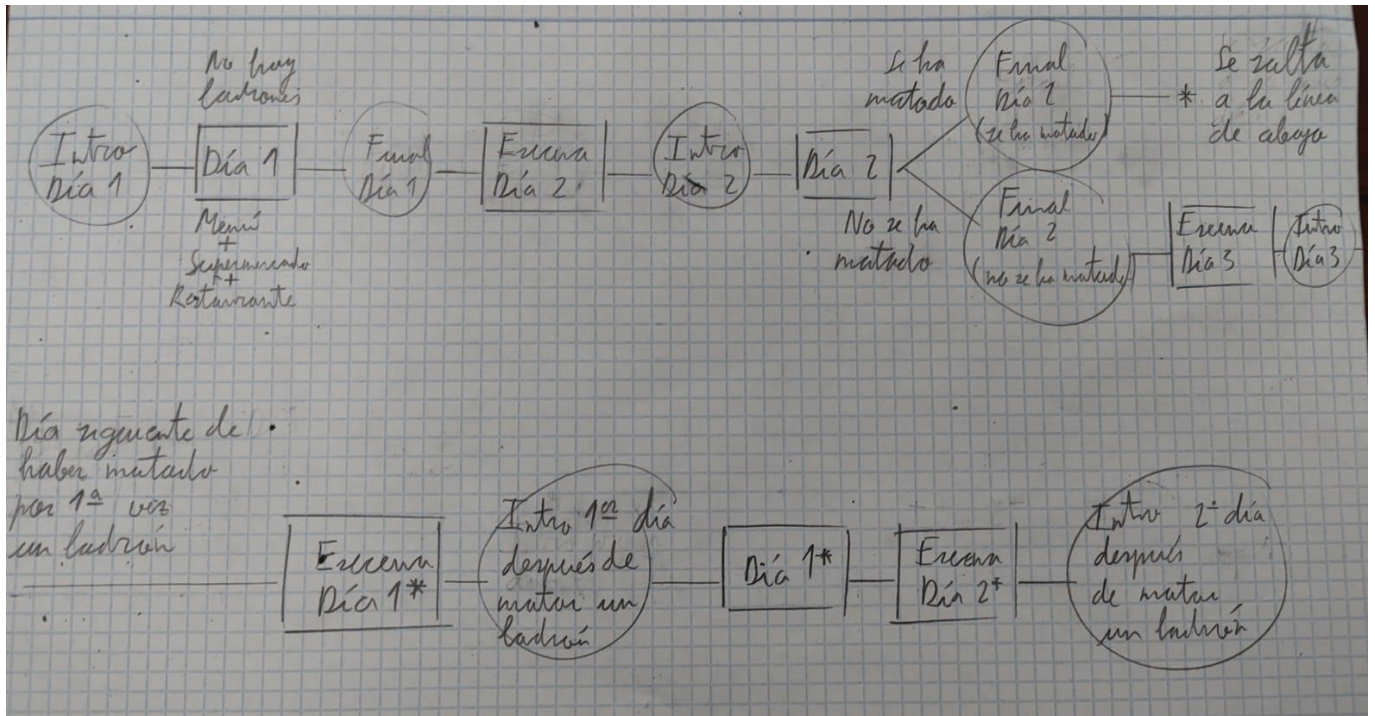 No hay
ladrones
Intro
Día 1
Día 1
Menú
+
Supermercado
+
Restaurante
Final
Día 1
Escena
Día 2
Intro
Día 2
Día 2
Se ha
matado
Final
Día 2
(se ha matado)
* Se salta
a la línea
de abajo
No se ha
matado
Final
Día 2
(no se ha matado)
Escena
Día 3
Intro
Día 3
Día siguiente de
haber matado
por 1ª vez
un ladrón
Escena
Día 1*
Intro 1er día
después de
matar un
ladrón
Día 1*
Escena
Día 2*
Intro 2º día
después
de matar
un ladrón